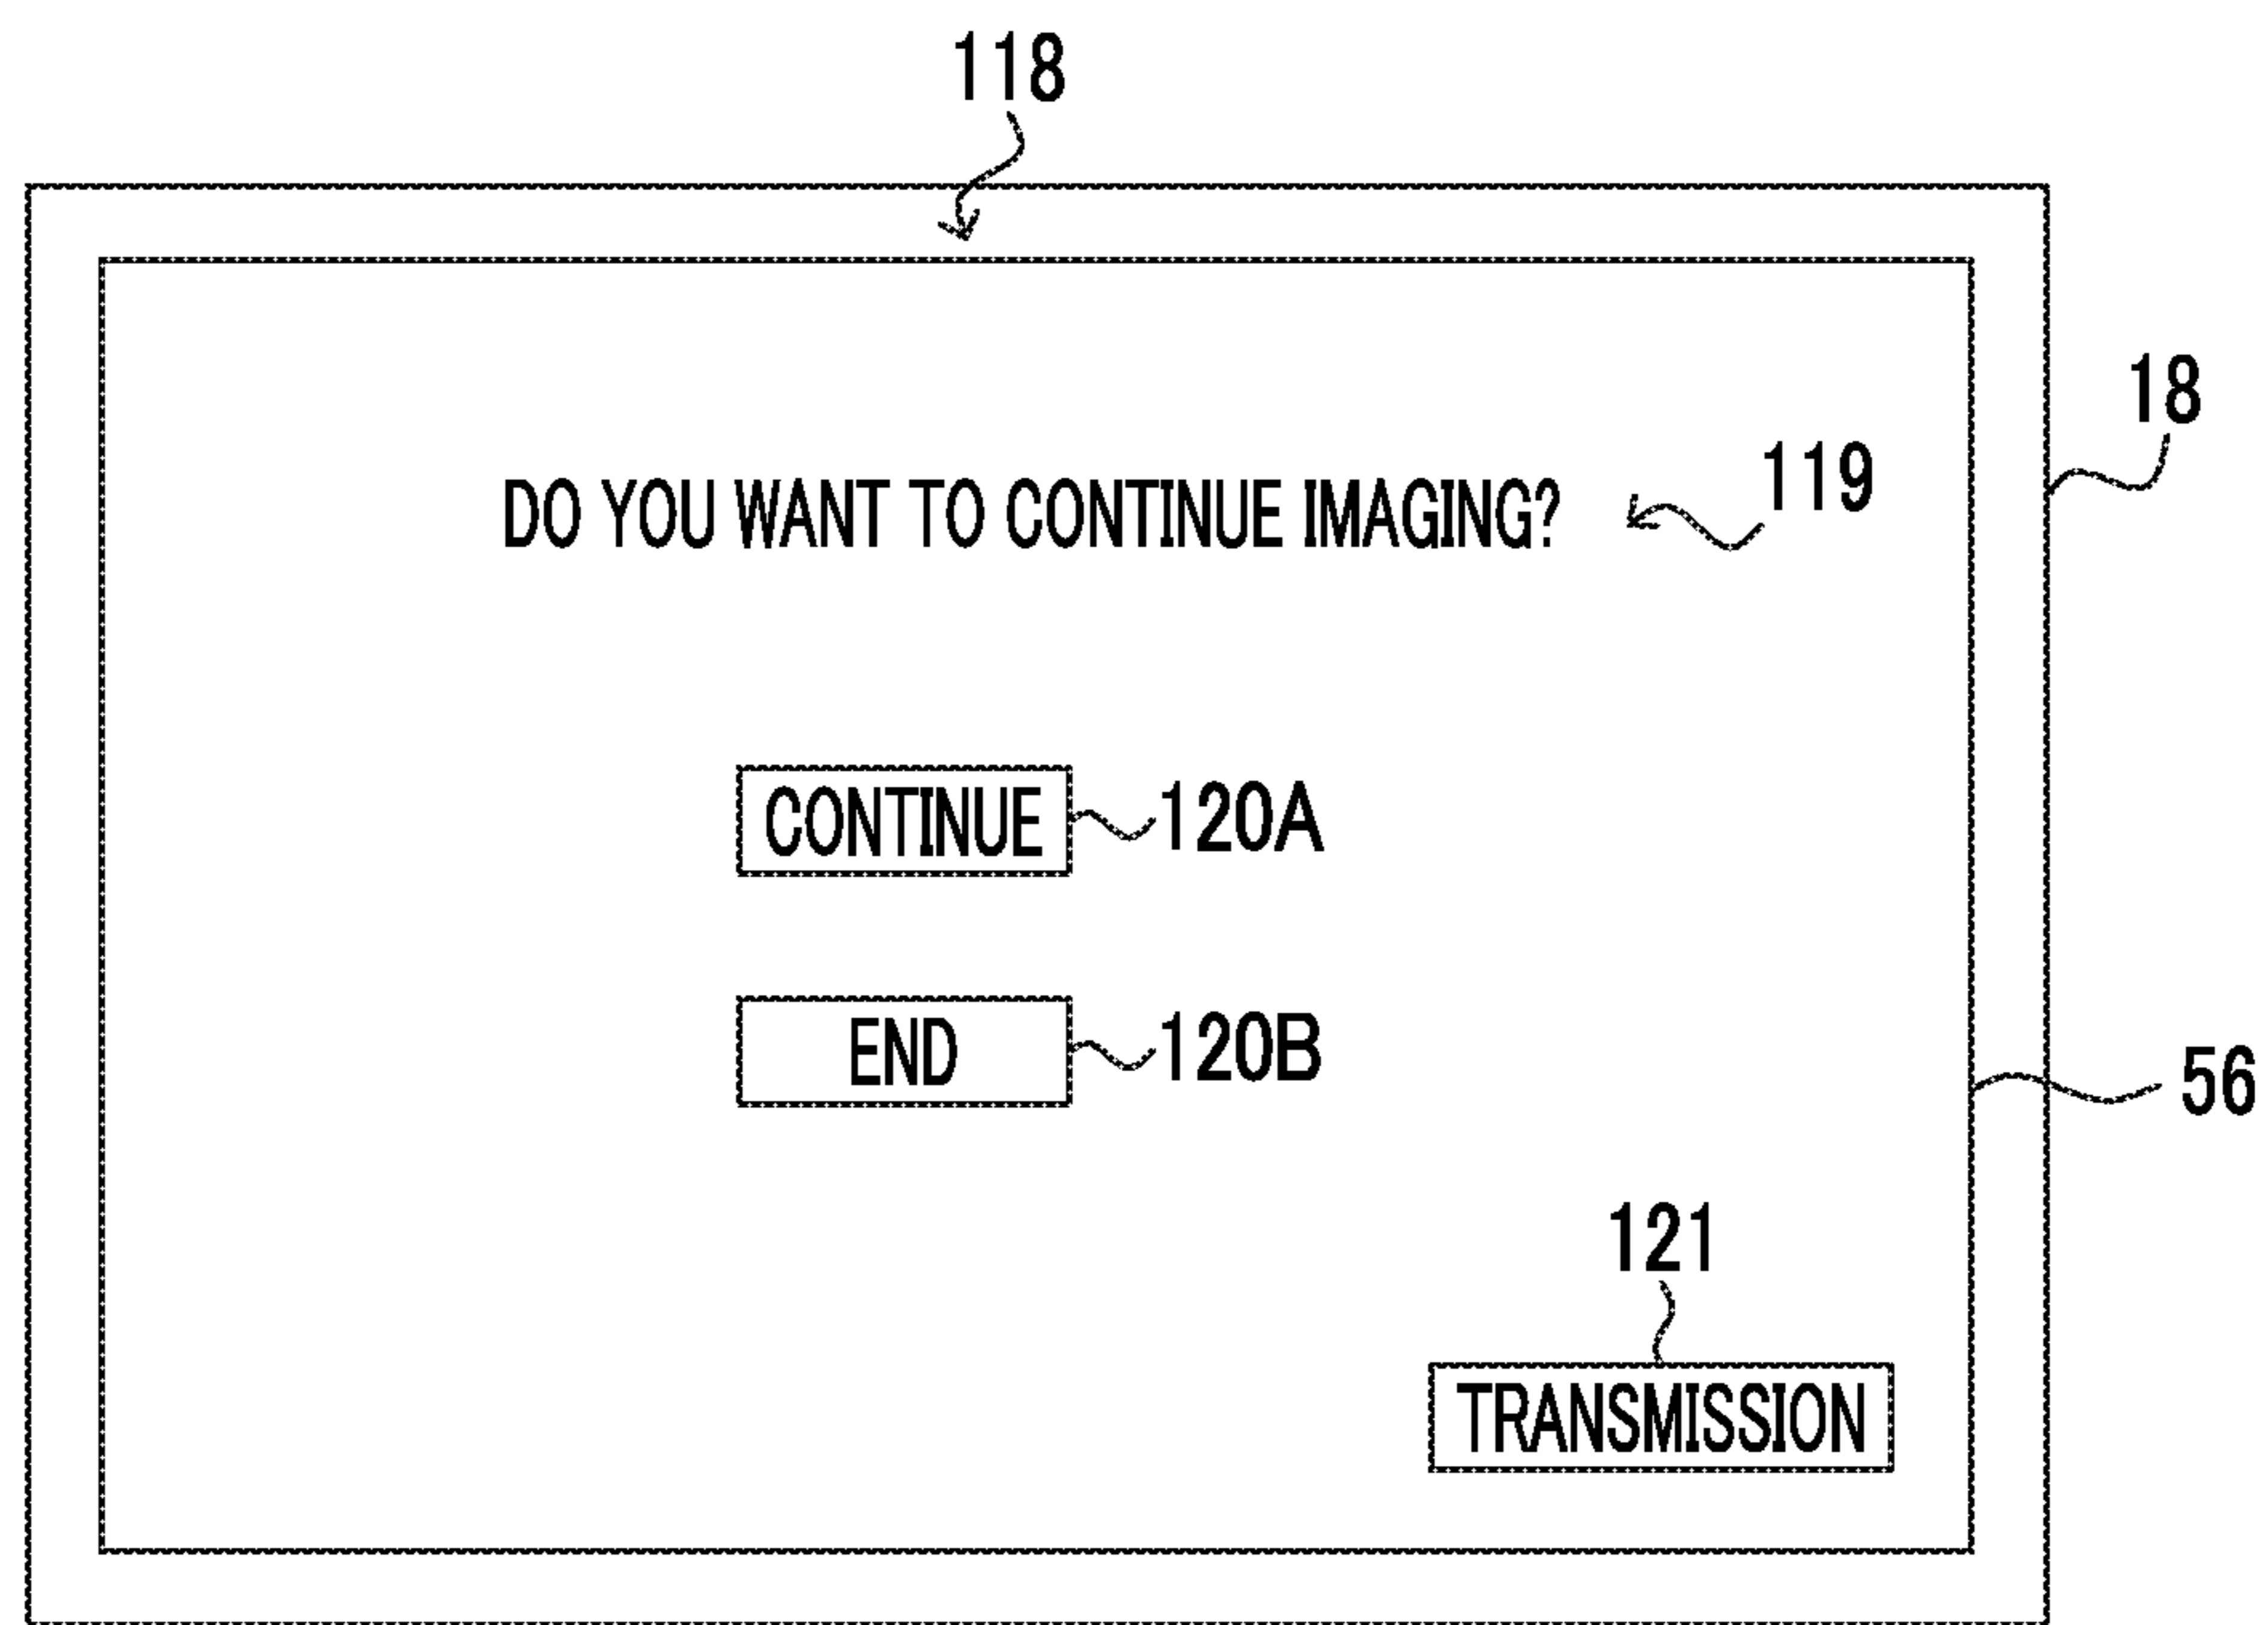 118
18
DO YOU WANT TO CONTINUE IMAGING?
119
CONTINUE
120A
END
120B
56
121
TRANSMISSION